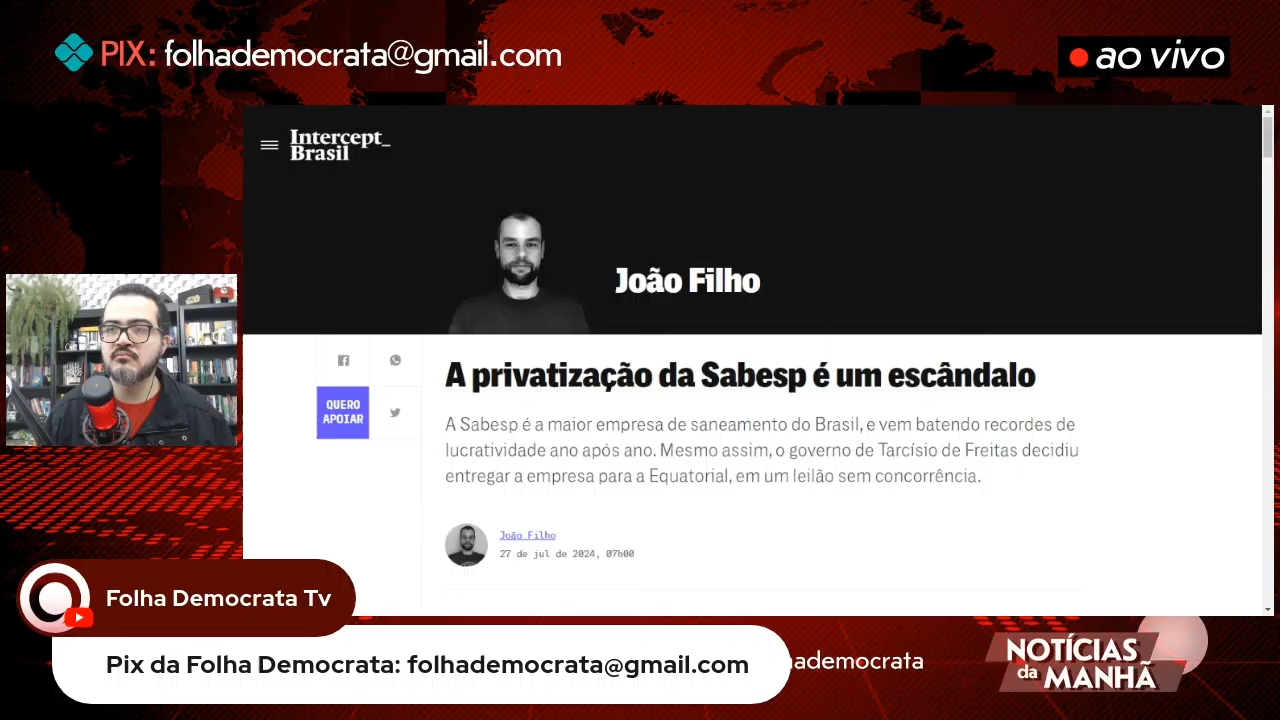 PIX: folhademocrata@gmail.com
ao vivo
Intercept_
Brasil
João Filho
QUERO
APOIAR
A privatização da Sabesp é um escândalo
A Sabesp é a maior empresa de saneamento do Brasil, e vem batendo recordes de
lucratividade ano após ano. Mesmo assim, o governo de Tarcísio de Freitas decidiu
entregar a empresa para a Equatorial, em um leilão sem concorrência.
João Filho
27 de jul de 2024, 07h00
Folha Democrata Tv
Pix da Folha Democrata: folhademocrata@gmail.com
hademocrata
NOTÍCIAS
da MANHÃ